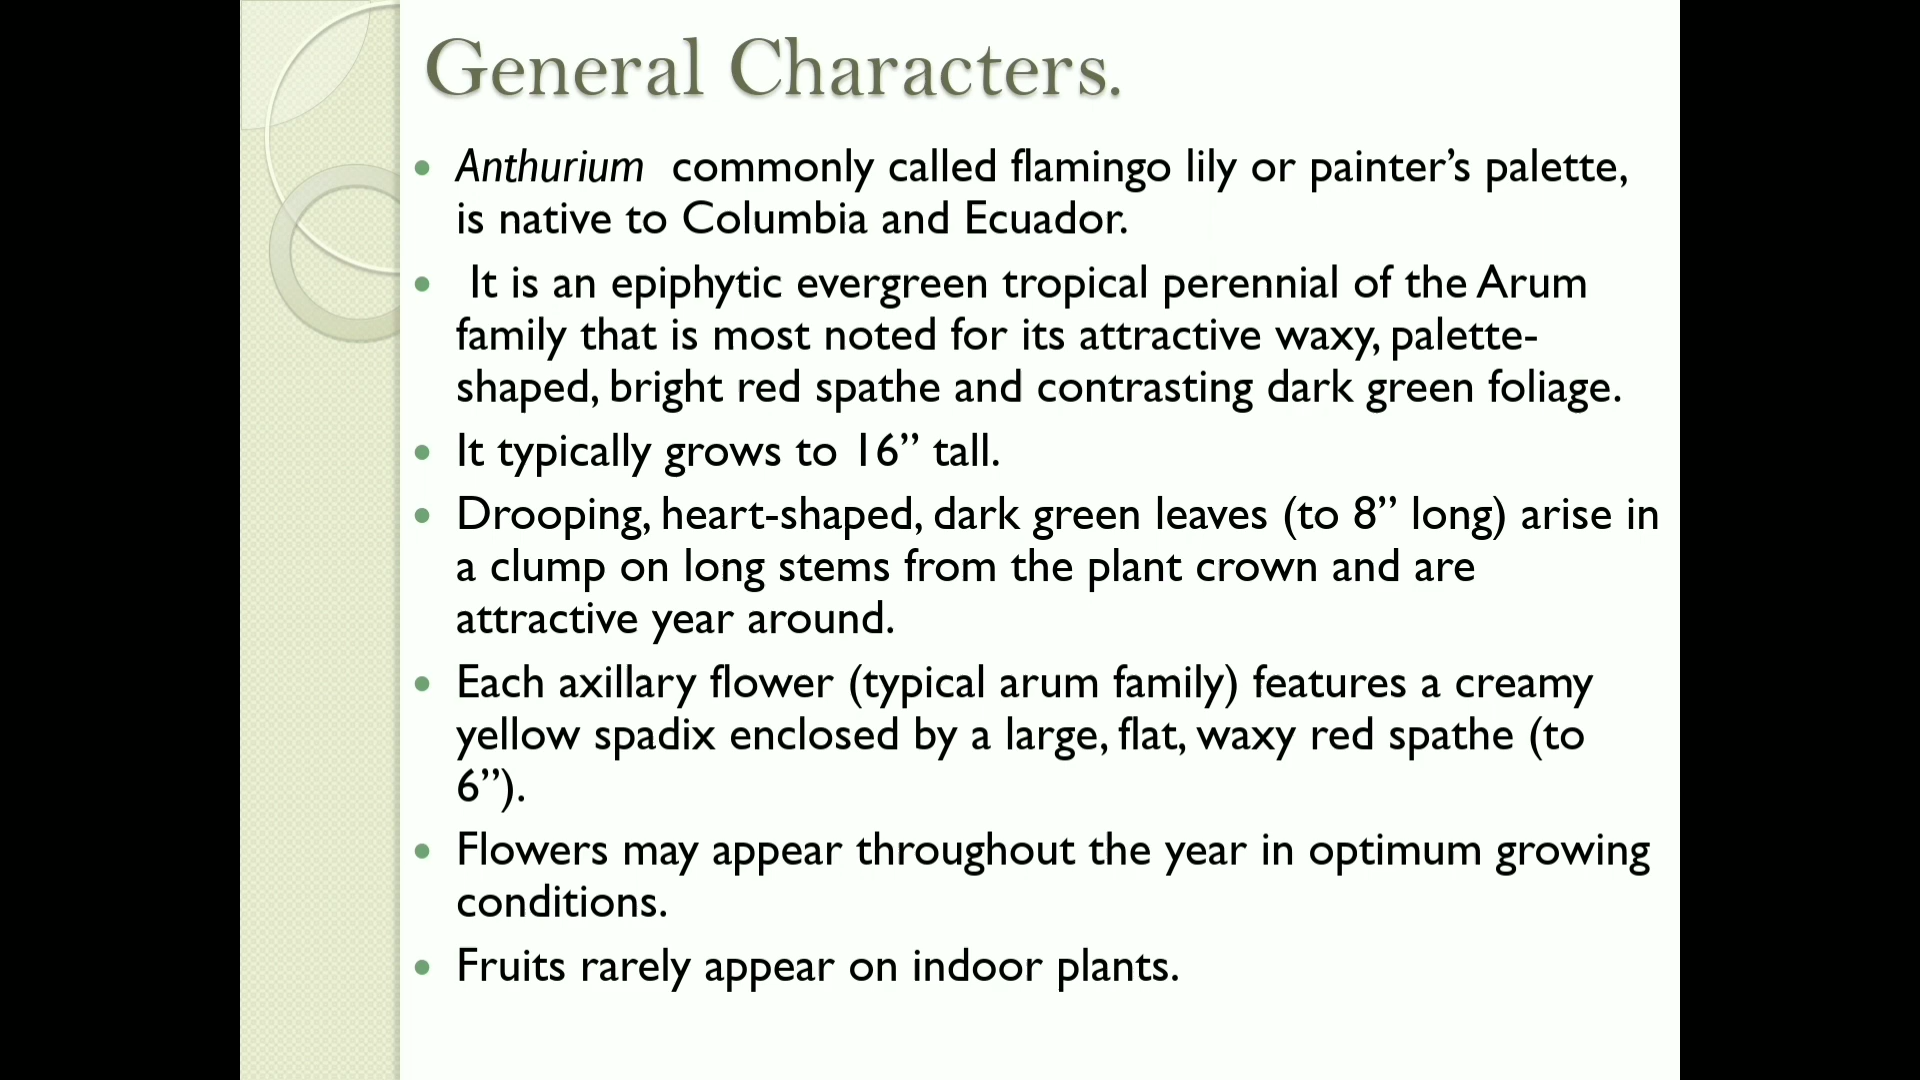 General Characters.
• Anthurium commonly called flamingo lily or painter’s palette,
is native to Columbia and Ecuador.
• It is an epiphytic evergreen tropical perennial of the Arum
family that is most noted for its attractive waxy, palette-
shaped, bright red spathe and contrasting dark green foliage.
• It typically grows to 16” tall.
• Drooping, heart-shaped, dark green leaves (to 8” long) arise in
a clump on long stems from the plant crown and are
attractive year around.
• Each axillary flower (typical arum family) features a creamy
yellow spadix enclosed by a large, flat, waxy red spathe (to
6”).
• Flowers may appear throughout the year in optimum growing
conditions.
• Fruits rarely appear on indoor plants.